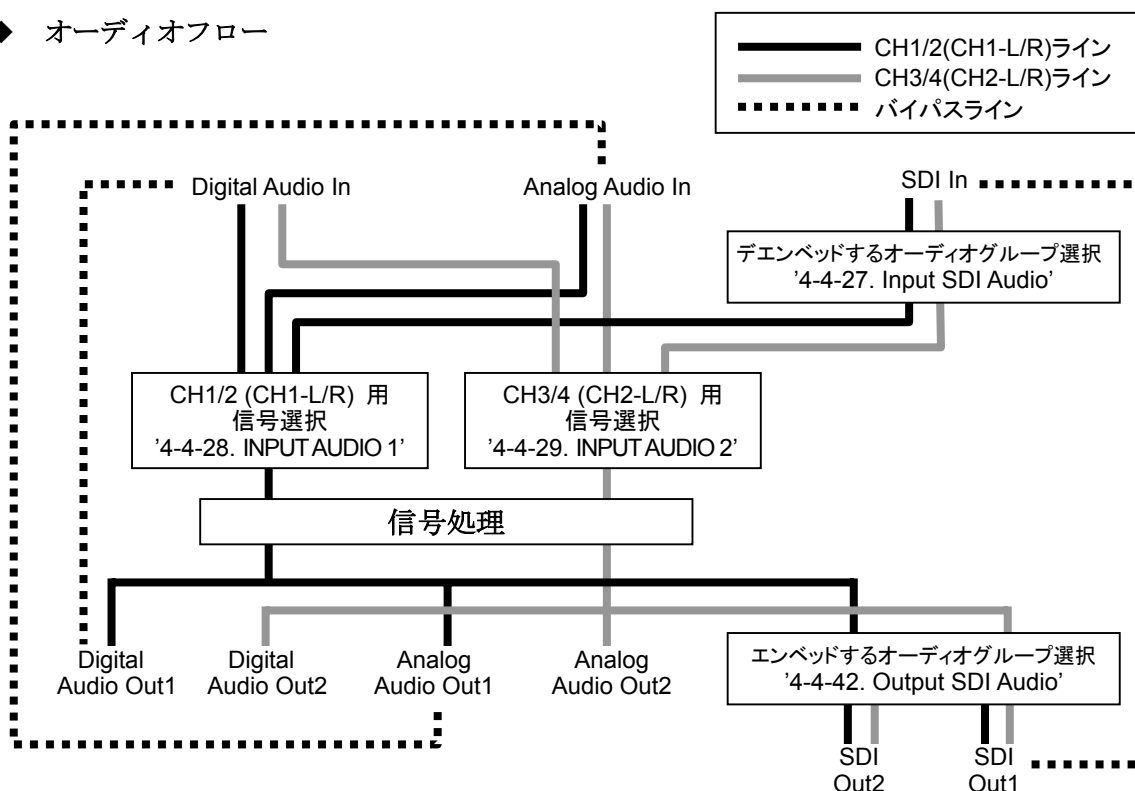 ◆ オーディオフロー
CH1/2(CH1-L/R)ライン
CH3/4(CH2-L/R)ライン
バイパスライン
Digital Audio In
Analog Audio In
SDI In
デエンベッドするオーディオグループ選択
'4-4-27. Input SDI Audio'
CH1/2 (CH1-L/R) 用
信号選択
'4-4-28. INPUT AUDIO 1'
CH3/4 (CH2-L/R) 用
信号選択
'4-4-29. INPUT AUDIO 2'
信号処理
Digital
Audio Out1
Digital
Audio Out2
Analog
Audio Out1
Analog
Audio Out2
エンベッドするオーディオグループ選択
'4-4-42. Output SDI Audio'
SDI
Out2
SDI
Out1